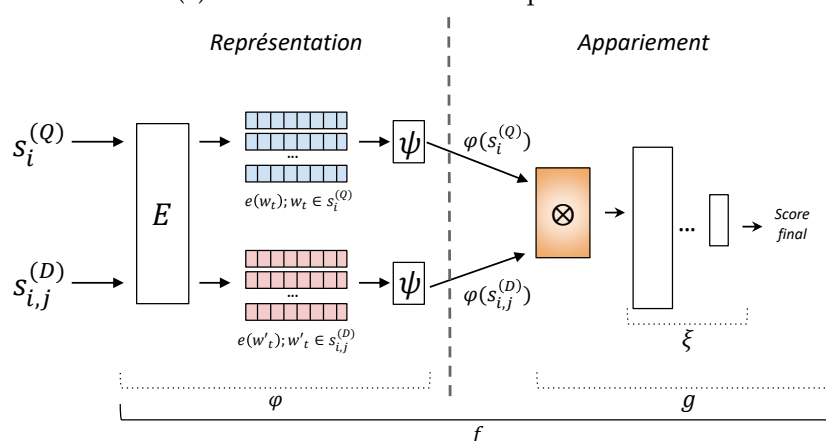 Représentation
Appariement
s_i^(Q)
E
...
e(w_t); w_t ∈ s_i^(Q)
ψ
φ(s_i^(Q))
⊗
...
Score
final
s_{i,j}^(D)
...
e(w'_t); w'_t ∈ s_{i,j}^(D)
ψ
φ(s_{i,j}^(D))
ξ
φ
g